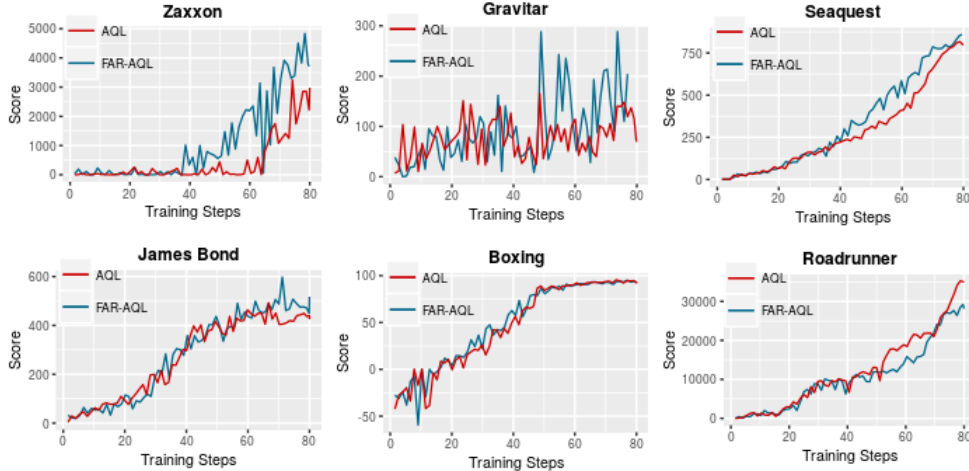 Zaxxon
AQL
FAR-AQL
5000
4000
3000
2000
1000
0
0 20 40 60 80
Score
Training Steps
Gravitar
AQL
FAR-AQL
300
200
100
0
0 20 40 60 80
Score
Training Steps
Seaquest
AQL
FAR-AQL
750
500
250
0
0 20 40 60 80
Score
Training Steps
James Bond
AQL
FAR-AQL
600
400
200
0
0 20 40 60 80
Score
Training Steps
Boxing
AQL
FAR-AQL
100
50
0
-50
0 20 40 60 80
Score
Training Steps
Roadrunner
AQL
FAR-AQL
30000
20000
10000
0
0 20 40 60 80
Score
Training Steps